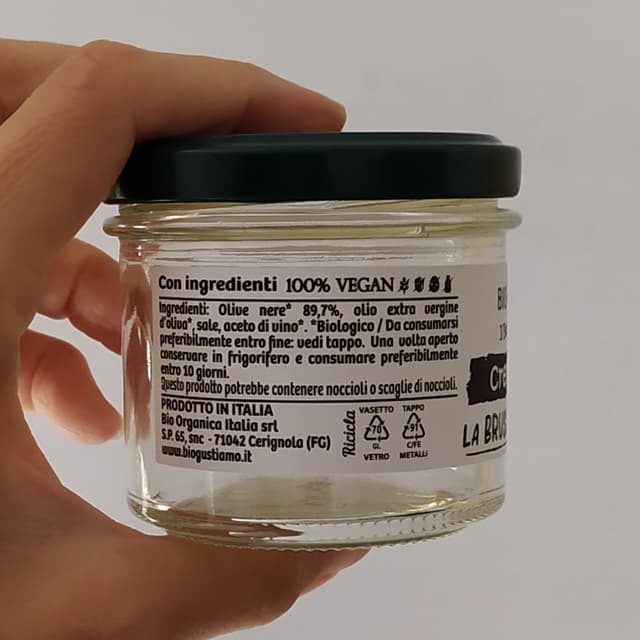 Con ingredienti 100% VEGAN
Ingredienti: Olive nere* 89,7%, olio extra vergine
d'oliva*, sale, aceto di vino*. *Biologico / Da consumarsi
preferibilmente entro fine: vedi tappo. Una volta aperto
conservare in frigorifero e consumare preferibilmente
entro 10 giorni.
Questo prodotto potrebbe contenere noccioli o scaglie di noccioli.
PRODOTTO IN ITALIA
Bio Organica Italia srl
S.P. 65, snc - 71042 Cerignola (FG)
www.biogustiamo.it
Ricicla
VASETTO
70
GL
VETRO
TAPPO
91
C/FE
METALLI
LA